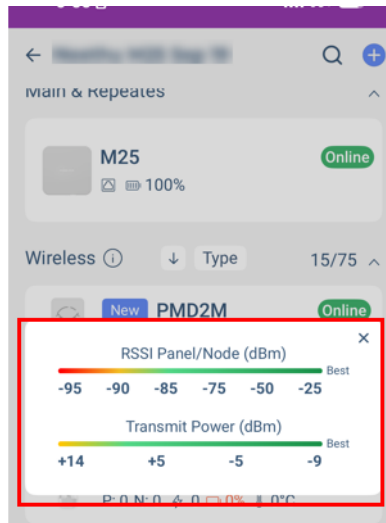 Main & Repeates
M25
Online
100%
Wireless
Type
15/75
New
PMD2M
Online
RSSI Panel/Node (dBm)
Best
-95 -90 -85 -75 -50 -25
Transmit Power (dBm)
Best
+14 +5 -5 -9
P: 0 N: 0 0 0% 0°C